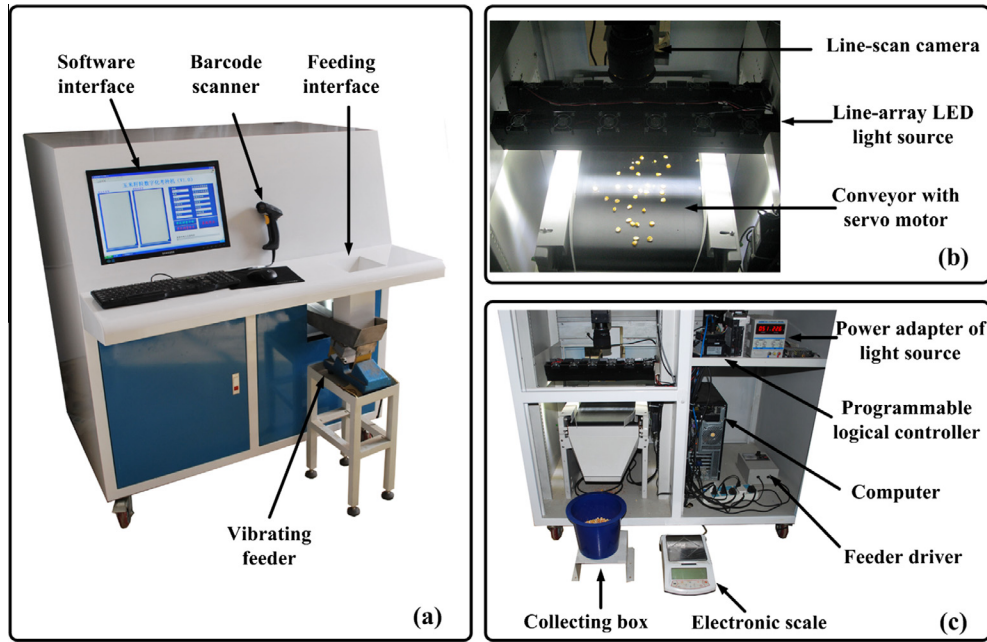 Software
interface
Barcode
scanner
Feeding
interface
Vibrating
feeder
(a)
Line-scan camera
Line-array LED
light source
Conveyor with
servo motor
(b)
Power adapter of
light source
Programmable
logical controller
Computer
Feeder driver
Collecting box
Electronic scale
(c)